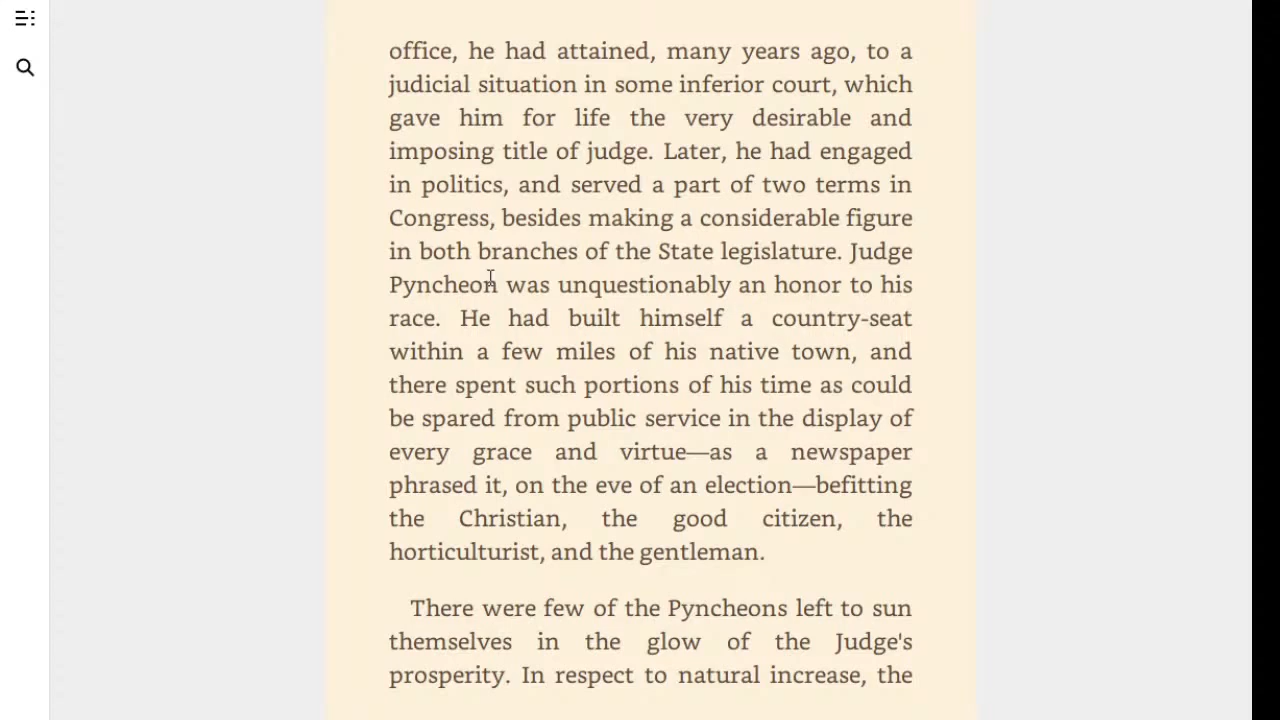 office, he had attained, many years ago, to a
judicial situation in some inferior court, which
gave him for life the very desirable and
imposing title of judge. Later, he had engaged
in politics, and served a part of two terms in
Congress, besides making a considerable figure
in both branches of the State legislature. Judge
Pyncheon was unquestionably an honor to his
race. He had built himself a country-seat
within a few miles of his native town, and
there spent such portions of his time as could
be spared from public service in the display of
every grace and virtue—as a newspaper
phrased it, on the eve of an election—befitting
the Christian, the good citizen, the
horticulturist, and the gentleman.
There were few of the Pyncheons left to sun
themselves in the glow of the Judge's
prosperity. In respect to natural increase, the